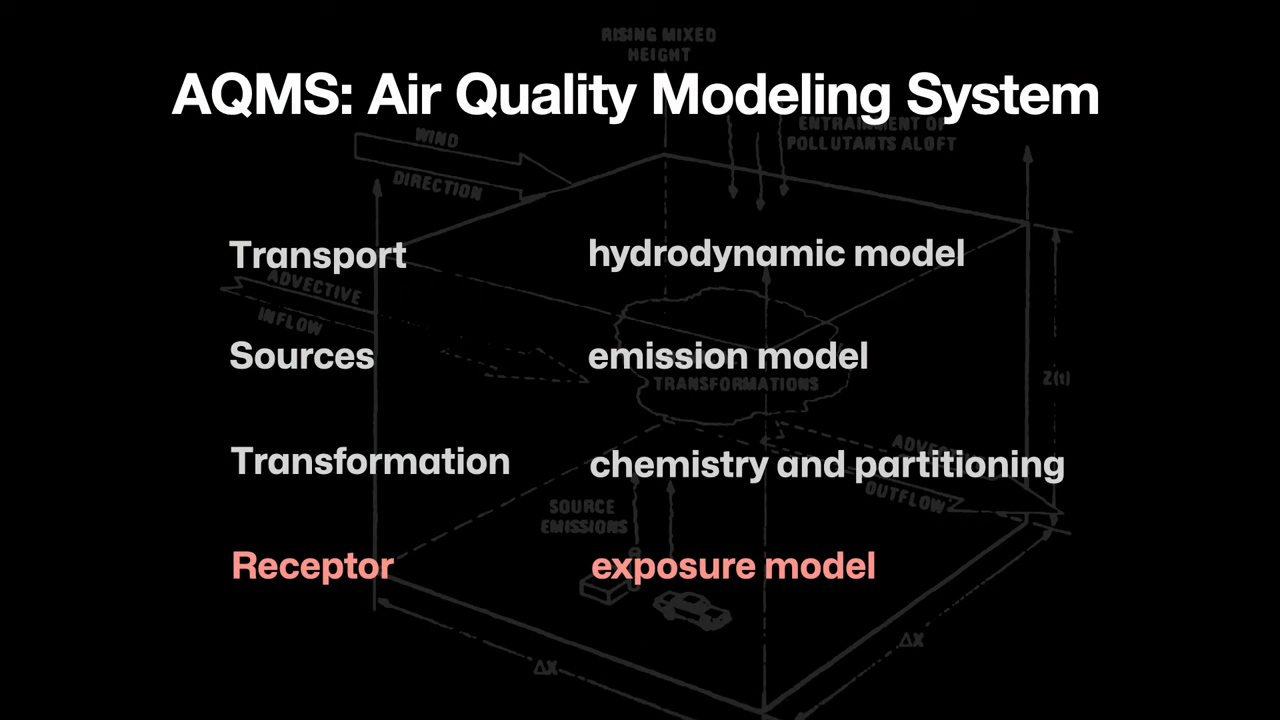 RISING MIXED
HEIGHT
AQMS: Air Quality Modeling System
ENTRAINMENT OF
POLLUTANTS ALOFT
WIND
DIRECTION
Transport hydrodynamic model
ADVECTIVE
INFLOW
Sources emission model
TRANSFORMATIONS
Z(t)
Transformation chemistry and partitioning
OUTFLOW
SOURCE
EMISSIONS
Receptor exposure model
ΔX
ΔX